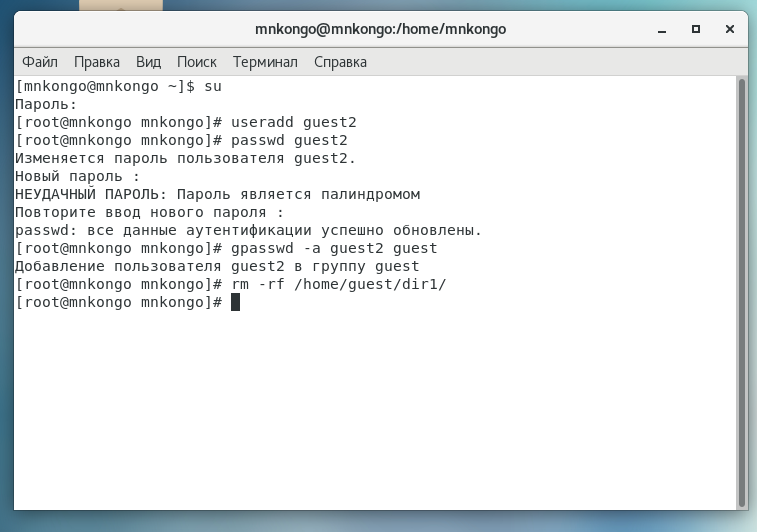 mnkongo@mnkongo:/home/mnkongo
Файл Правка Вид Поиск Терминал Справка
[mnkongo@mnkongo ~]$ su
Пароль:
[root@mnkongo mnkongo]# useradd guest2
[root@mnkongo mnkongo]# passwd guest2
Изменяется пароль пользователя guest2.
Новый пароль :
НЕУДАЧНЫЙ ПАРОЛЬ: Пароль является палиндромом
Повторите ввод нового пароля :
passwd: все данные аутентификации успешно обновлены.
[root@mnkongo mnkongo]# gpasswd -a guest2 guest
Добавление пользователя guest2 в группу guest
[root@mnkongo mnkongo]# rm -rf /home/guest/dir1/
[root@mnkongo mnkongo]#